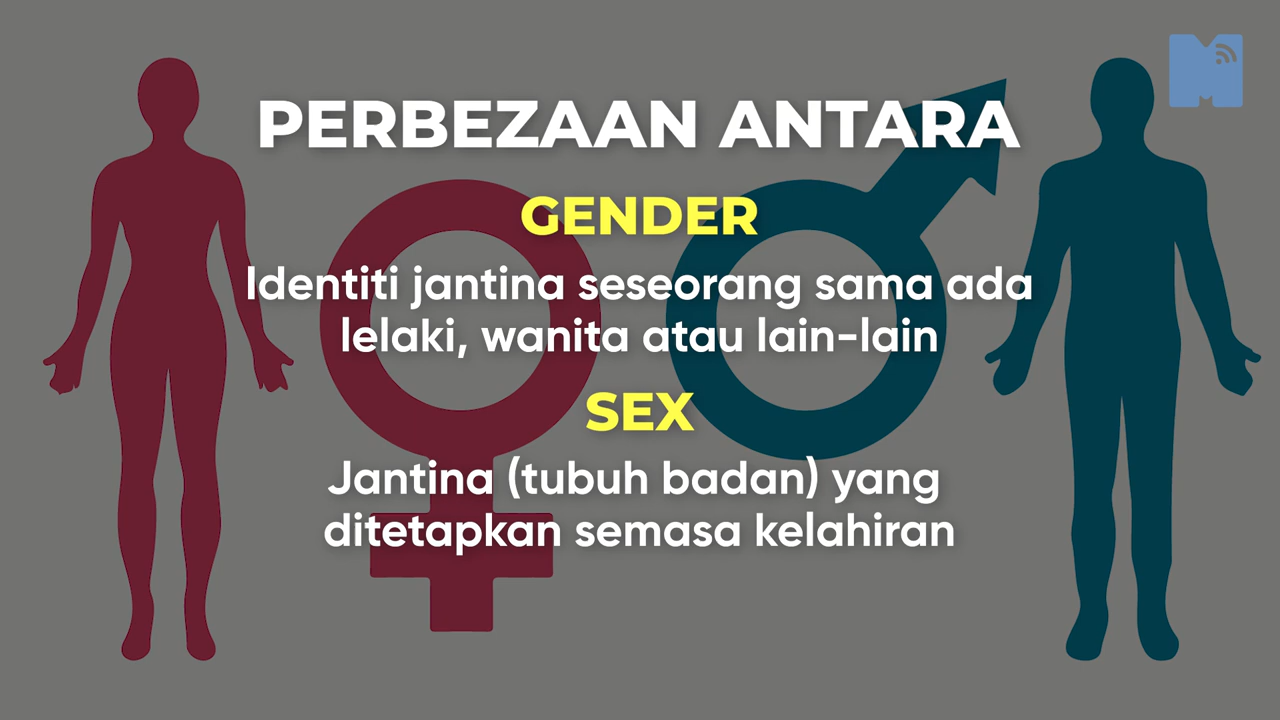 PERBEZAAN ANTARA
GENDER
Identiti jantina seseorang sama ada
lelaki, wanita atau lain-lain
SEX
Jantina (tubuh badan) yang
ditetapkan semasa kelahiran